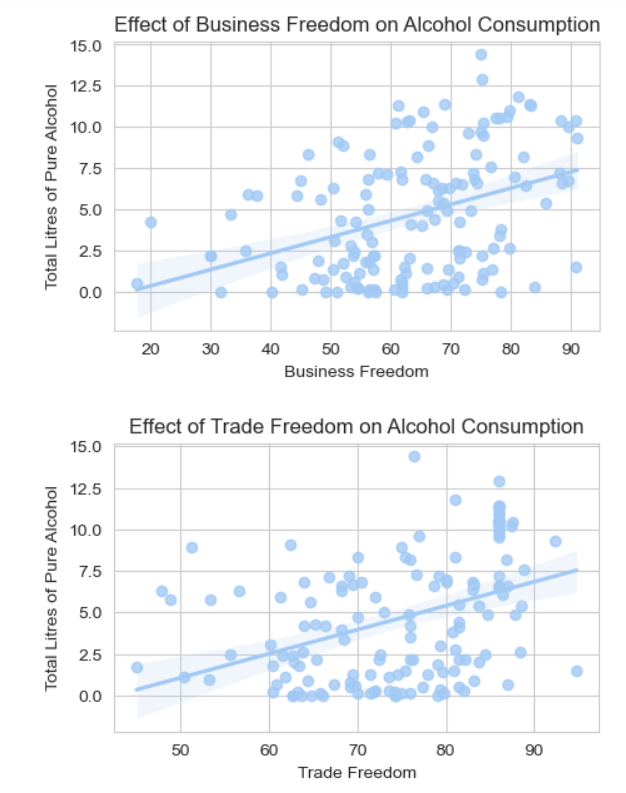 Effect of Business Freedom on Alcohol Consumption
15.0
12.5
10.0
7.5
5.0
2.5
0.0
Total Litres of Pure Alcohol
20 30 40 50 60 70 80 90
Business Freedom
Effect of Trade Freedom on Alcohol Consumption
15.0
12.5
10.0
7.5
5.0
2.5
0.0
Total Litres of Pure Alcohol
50 60 70 80 90
Trade Freedom